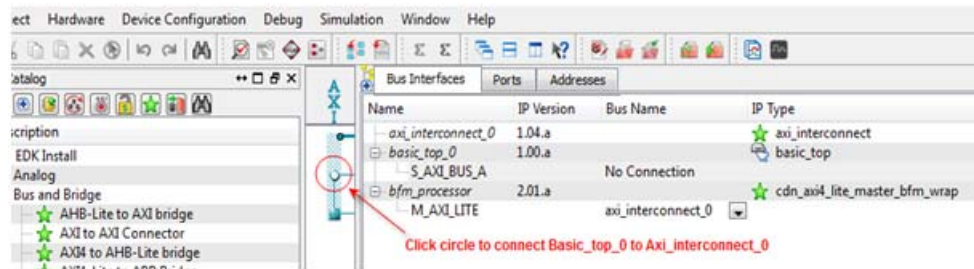 ect Hardware Device Configuration Debug Simulation Window Help
Catalog
scription
EDK Install
Analog
Bus and Bridge
AHB-Lite to AXI bridge
AXI to AXI Connector
AXI4 to AHB-Lite bridge
AXI
Bus Interfaces Ports Addresses
Name IP Version Bus Name IP Type
axi_interconnect_0 1.04.a axi_interconnect
basic_top_0 1.00.a basic_top
S_AXI_BUS_A No Connection
bfm_processor 2.01.a cdn_axi4_lite_master_bfm_wrap
M_AXI_LITE axi_interconnect_0
Click circle to connect Basic_top_0 to Axi_interconnect_0